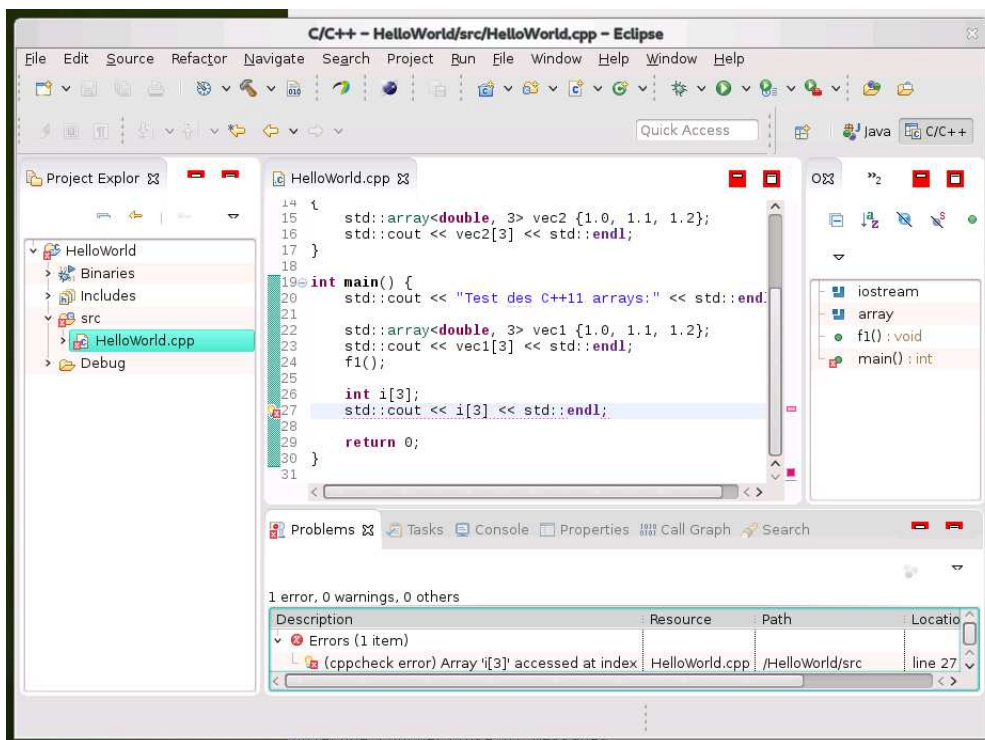 C/C++ – HelloWorld/src/HelloWorld.cpp – Eclipse
File Edit Source Refactor Navigate Search Project Run File Window Help Window Help
Quick Access
Java
C/C++
Project Explor
HelloWorld
Binaries
Includes
src
HelloWorld.cpp
Debug
HelloWorld.cpp
14 {
15 std::array<double, 3> vec2 {1.0, 1.1, 1.2};
16 std::cout << vec2[3] << std::endl;
17 }
18
19 int main() {
20 std::cout << "Test des C++11 arrays:" << std::end
21
22 std::array<double, 3> vec1 {1.0, 1.1, 1.2};
23 std::cout << vec1[3] << std::endl;
24 f1();
25
26 int i[3];
27 std::cout << i[3] << std::endl;
28
29 return 0;
30 }
31
O
»2
iostream
array
f1() : void
main() : int
Problems Tasks Console Properties Call Graph Search
1 error, 0 warnings, 0 others
Description Resource Path Locatio
Errors (1 item)
(cppcheck error) Array 'i[3]' accessed at index HelloWorld.cpp /HelloWorld/src line 27